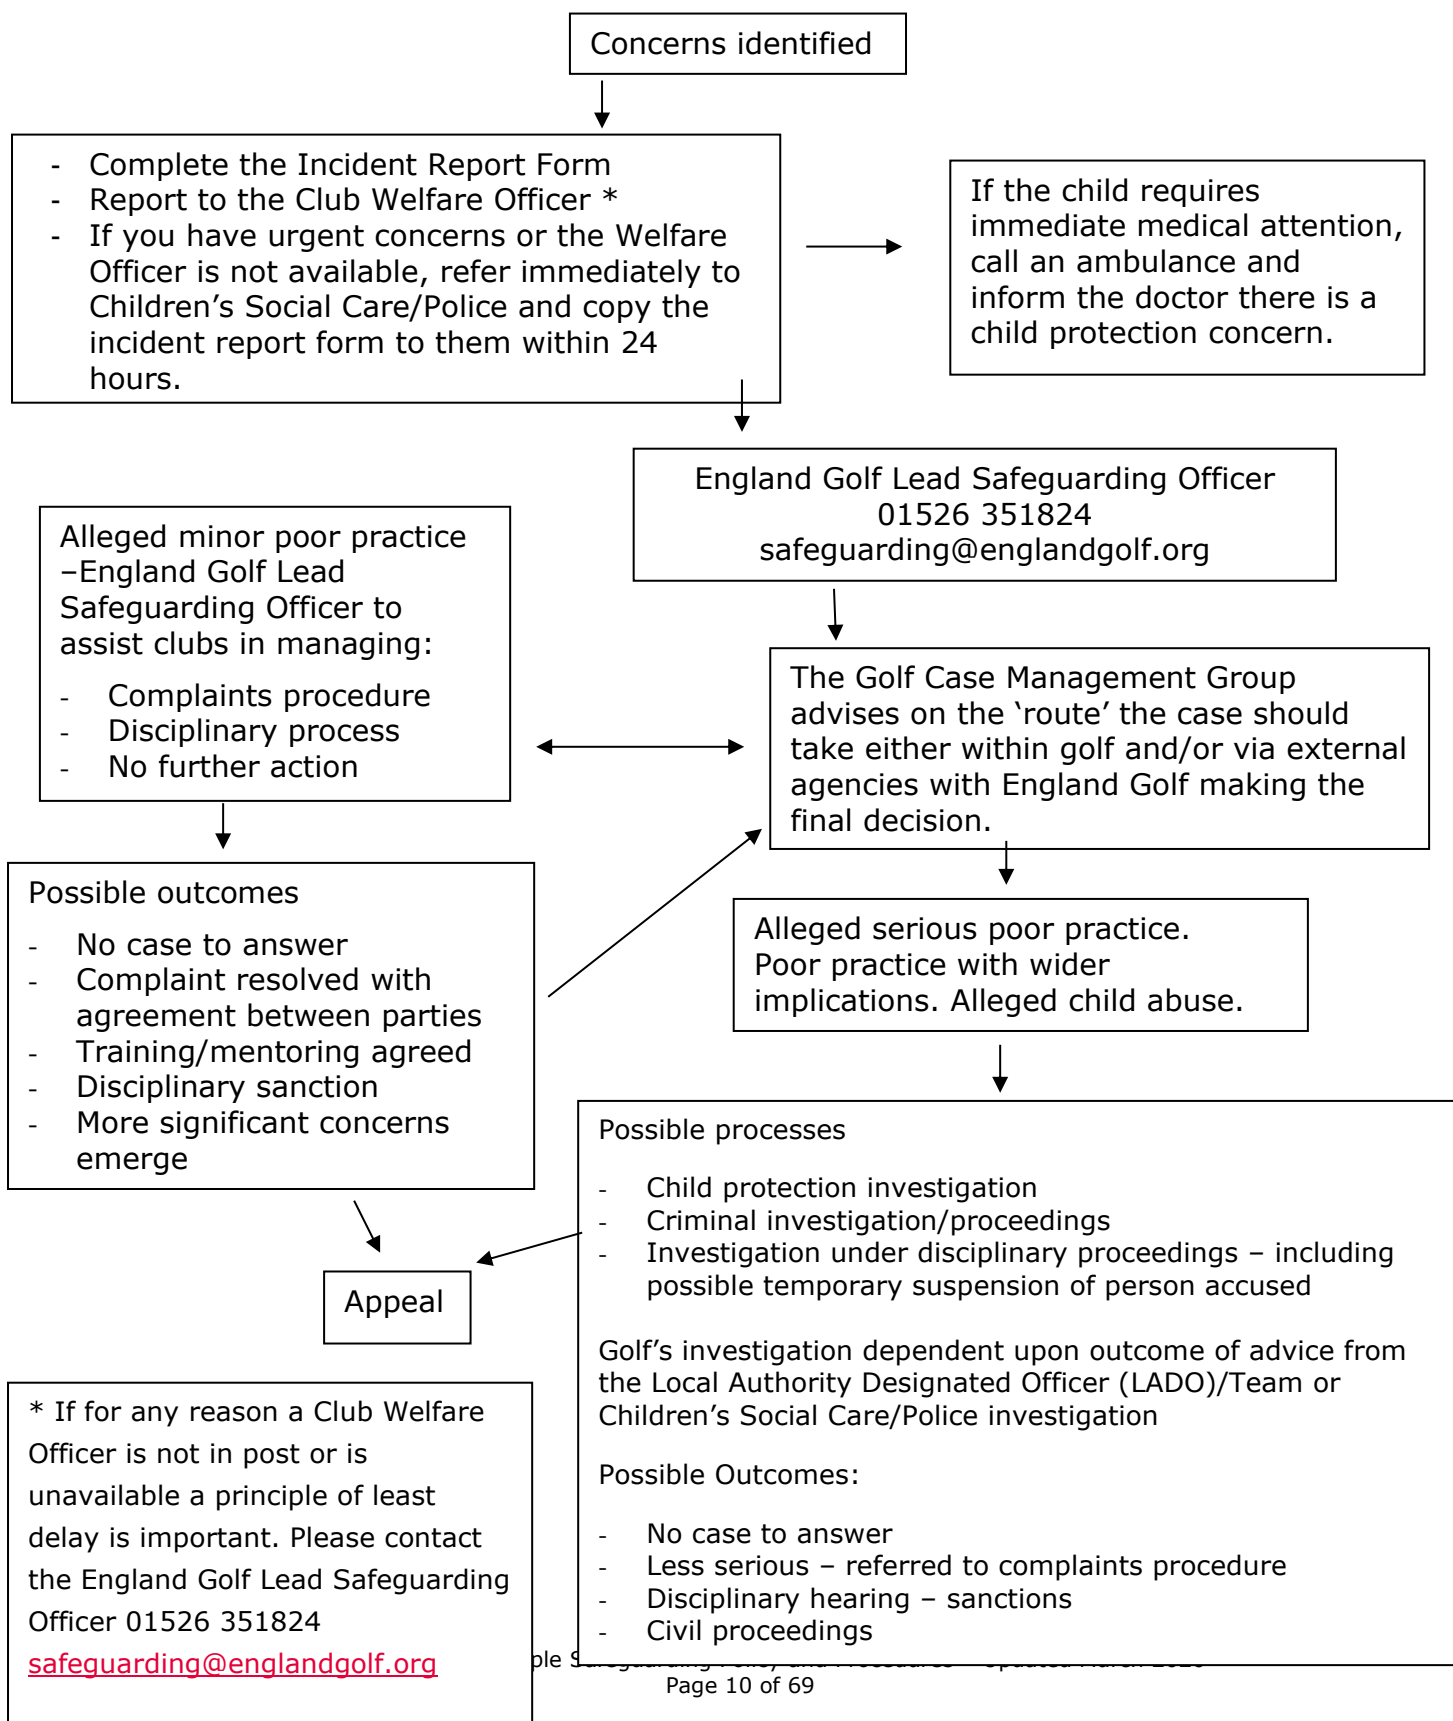 Concerns identified
- Complete the Incident Report Form
- Report to the Club Welfare Officer *
- If you have urgent concerns or the Welfare
Officer is not available, refer immediately to
Children’s Social Care/Police and copy the
incident report form to them within 24
hours.
If the child requires
immediate medical attention,
call an ambulance and
inform the doctor there is a
child protection concern.
England Golf Lead Safeguarding Officer
01526 351824
safeguarding@englandgolf.org
Alleged minor poor practice
–England Golf Lead
Safeguarding Officer to
assist clubs in managing:
- Complaints procedure
- Disciplinary process
- No further action
The Golf Case Management Group
advises on the ‘route’ the case should
take either within golf and/or via external
agencies with England Golf making the
final decision.
Possible outcomes
- No case to answer
- Complaint resolved with
agreement between parties
- Training/mentoring agreed
- Disciplinary sanction
- More significant concerns
emerge
Alleged serious poor practice.
Poor practice with wider
implications. Alleged child abuse.
Possible processes
- Child protection investigation
- Criminal investigation/proceedings
- Investigation under disciplinary proceedings – including
possible temporary suspension of person accused
Golf’s investigation dependent upon outcome of advice from
the Local Authority Designated Officer (LADO)/Team or
Children’s Social Care/Police investigation
Possible Outcomes:
- No case to answer
- Less serious – referred to complaints procedure
- Disciplinary hearing – sanctions
- Civil proceedings
Appeal
* If for any reason a Club Welfare
Officer is not in post or is
unavailable a principle of least
delay is important. Please contact
the England Golf Lead Safeguarding
Officer 01526 351824
safeguarding@englandgolf.org
Page 10 of 69